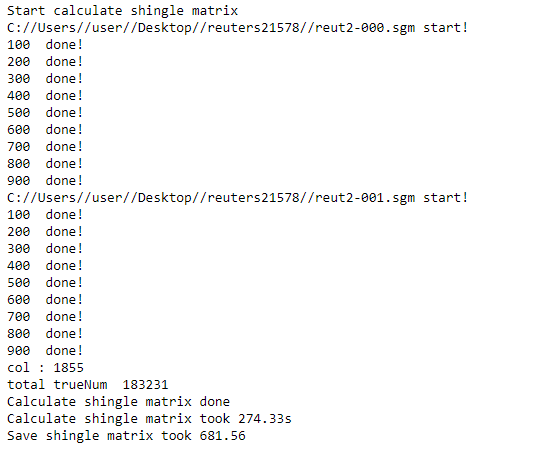 Start calculate shingle matrix
C://Users//user//Desktop//reuters21578//reut2-000.sgm start!
100  done!
200  done!
300  done!
400  done!
500  done!
600  done!
700  done!
800  done!
900  done!
C://Users//user//Desktop//reuters21578//reut2-001.sgm start!
100  done!
200  done!
300  done!
400  done!
500  done!
600  done!
700  done!
800  done!
900  done!
col : 1855
total trueNum  183231
Calculate shingle matrix done
Calculate shingle matrix took 274.33s
Save shingle matrix took 681.56